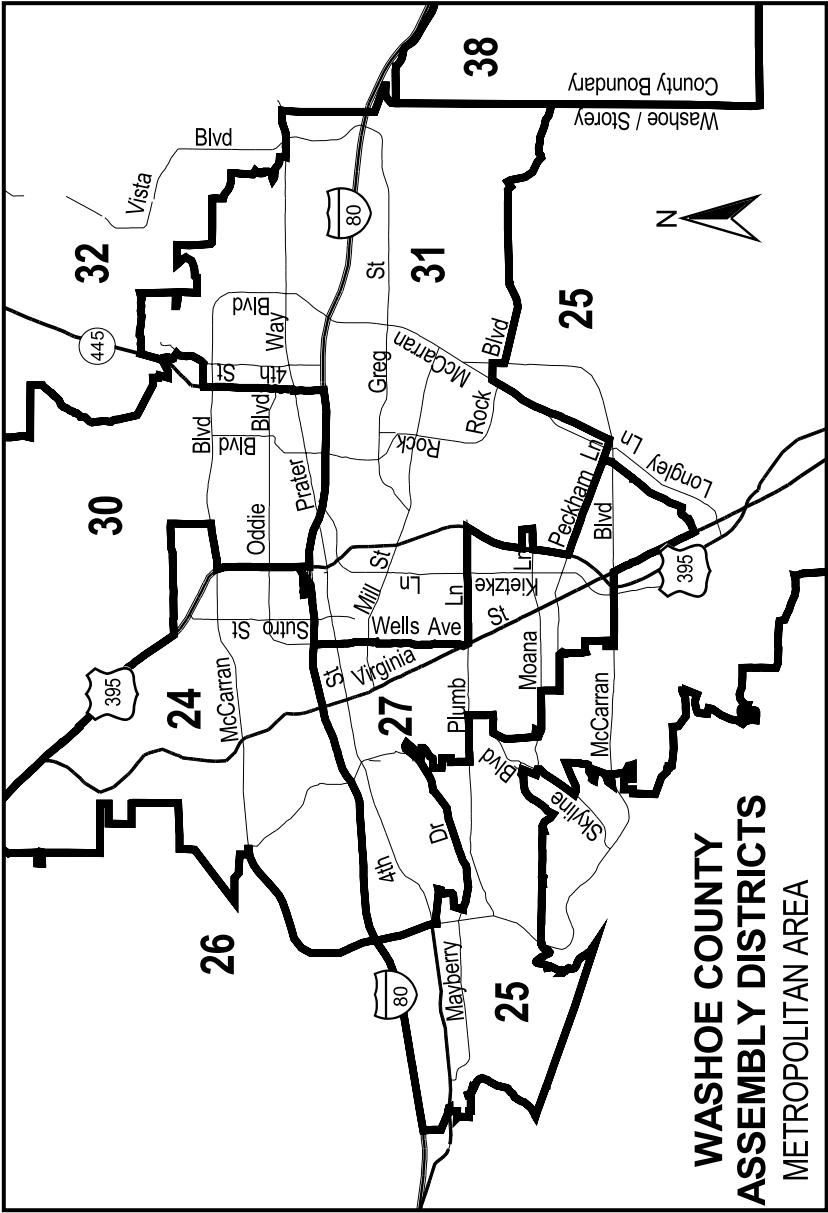 WASHOE COUNTY
ASSEMBLY DISTRICTS
METROPOLITAN AREA
N
38
County Boundary
Washoe / Storey
Vista
Blvd
32
80
31
St
25
445
Blvd
Way
4th
St
Greg
McCarran
Rock
Blvd
Blvd
Blvd
Blvd
Rock
30
Oddie
Prater
Peckham Ln
Longley
Ln
Blvd
395
Mill
St
Ln
Ln
Ln
Kietzke
St
Sutro
St
Wells Ave
395
24
McCarran
St
Virginia
27
Plumb
Moana
McCarran
Blvd
Skyline
Dr
4th
26
80
Mayberry
25